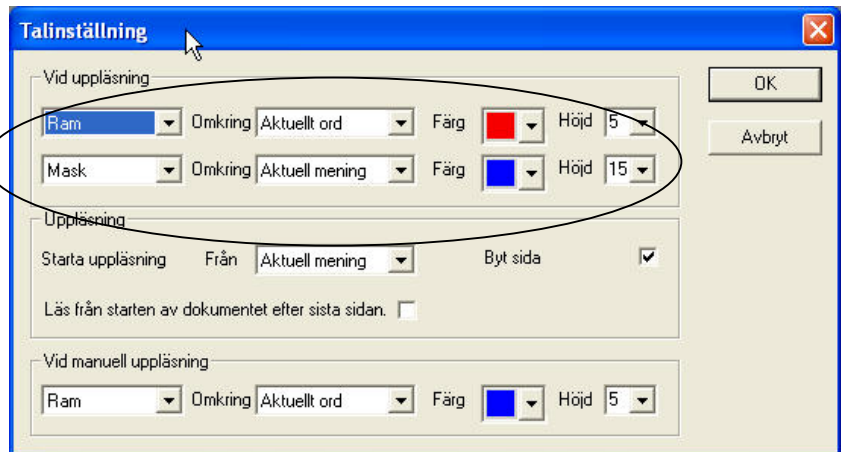 Talinställning
Vid uppläsning
OK
Ram Omkring Aktuellt ord Färg Höjd 5
Avbryt
Mask Omkring Aktuell mening Färg Höjd 15
Uppläsning
Starta uppläsning Från Aktuell mening Byt sida
Läs från starten av dokumentet efter sista sidan.
Vid manuell uppläsning
Ram Omkring Aktuellt ord Färg Höjd 5